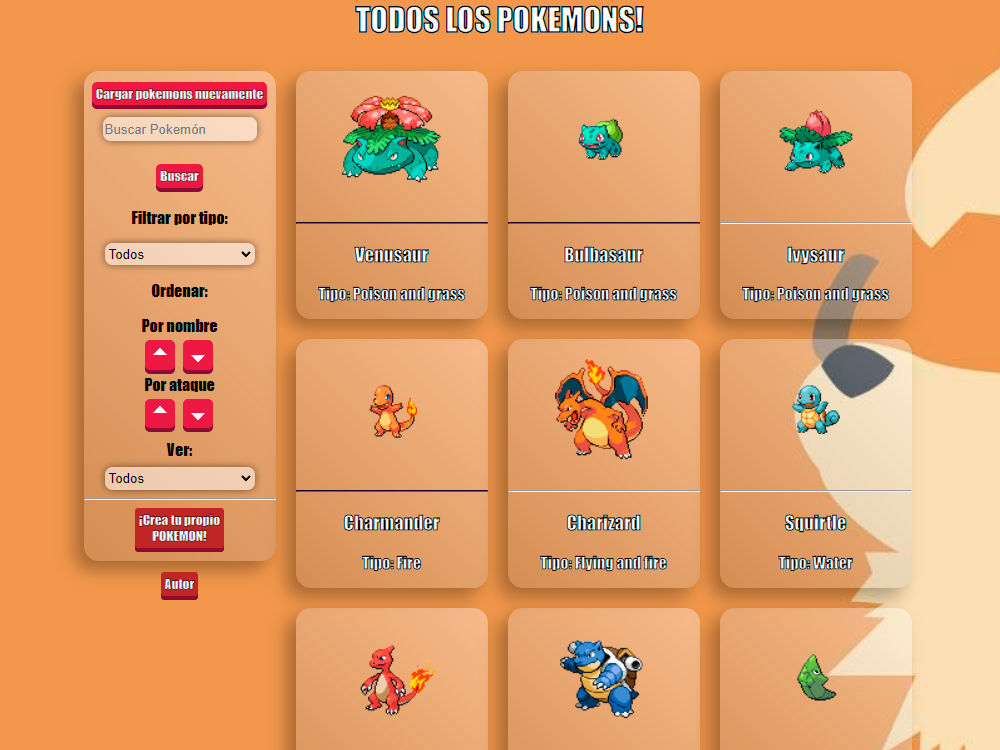 TODOS LOS POKEMONS!
Cargar pokemons nuevamente
Buscar Pokemón
Buscar
Filtrar por tipo:
Todos
Ordenar:
Por nombre
Por ataque
Ver:
Todos
¡Crea tu propio
POKEMON!
Autor
Venusaur
Tipo: Poison and grass
Bulbasaur
Tipo: Poison and grass
Ivysaur
Tipo: Poison and grass
Charmander
Tipo: Fire
Charizard
Tipo: Flying and fire
Squirtle
Tipo: Water